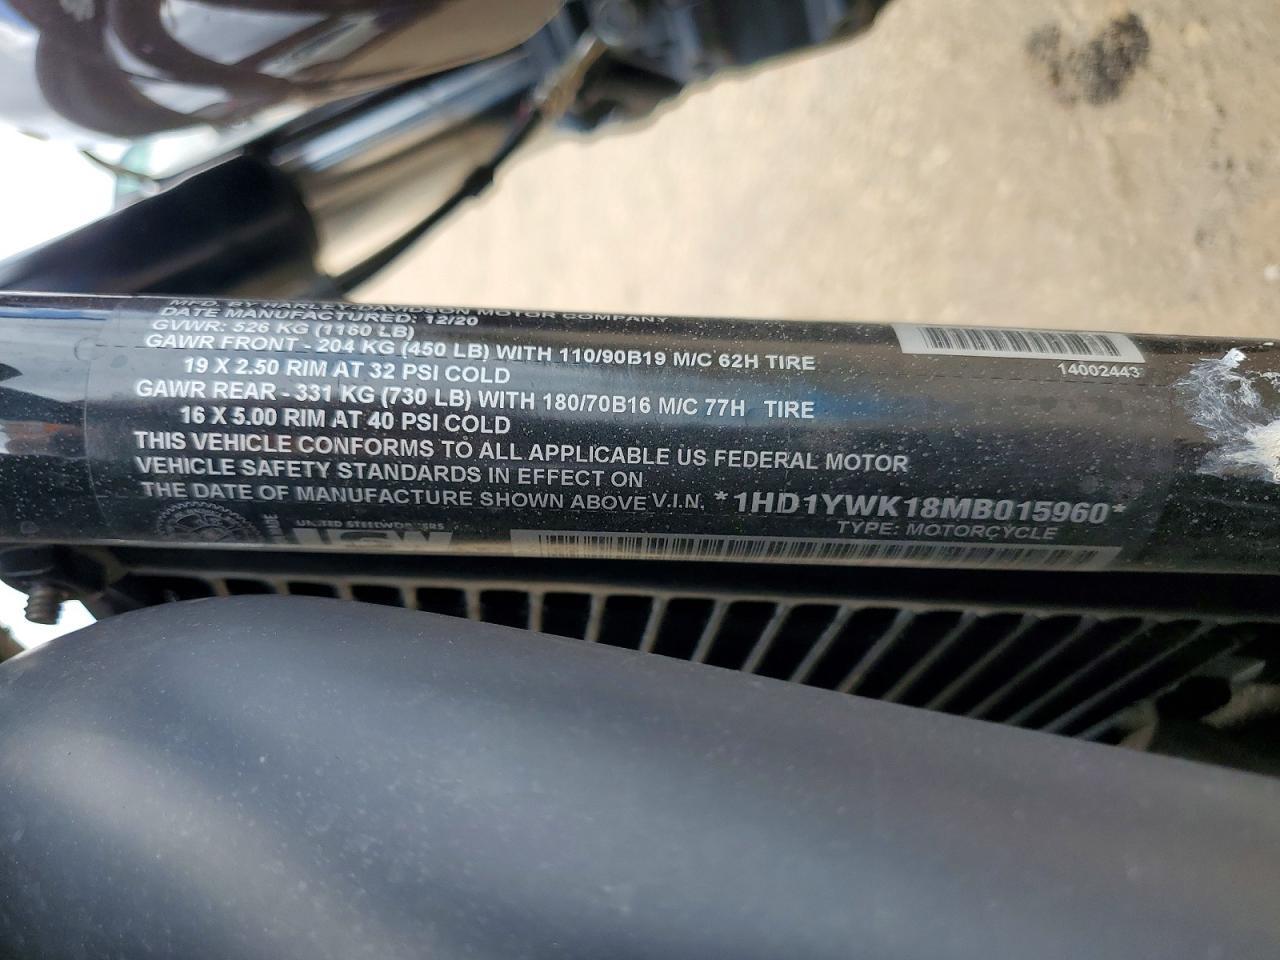 MFD. BY HARLEY-DAVIDSON MOTOR COMPANY
DATE MANUFACTURED: 12/20
GVWR: 526 KG (1160 LB)
GAWR FRONT - 204 KG (450 LB) WITH 110/90B19 M/C 62H TIRE
19 X 2.50 RIM AT 32 PSI COLD
GAWR REAR - 331 KG (730 LB) WITH 180/70B16 M/C 77H TIRE
16 X 5.00 RIM AT 40 PSI COLD
THIS VEHICLE CONFORMS TO ALL APPLICABLE US FEDERAL MOTOR
VEHICLE SAFETY STANDARDS IN EFFECT ON
THE DATE OF MANUFACTURE SHOWN ABOVE V.I.N. *1HD1YWK18MB015960*
TYPE: MOTORCYCLE
UNITED STEELWORKERS
14002443